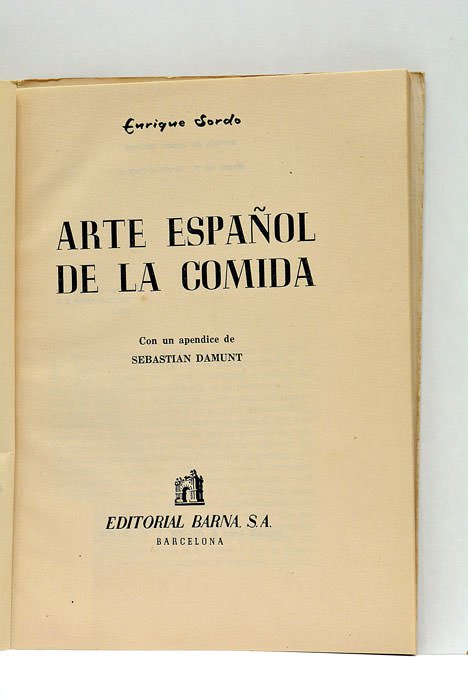 Enrique Sordo
ARTE ESPAÑOL
DE LA COMIDA
Con un apendice de
SEBASTIAN DAMUNT
EDITORIAL BARNA, S.A.
BARCELONA